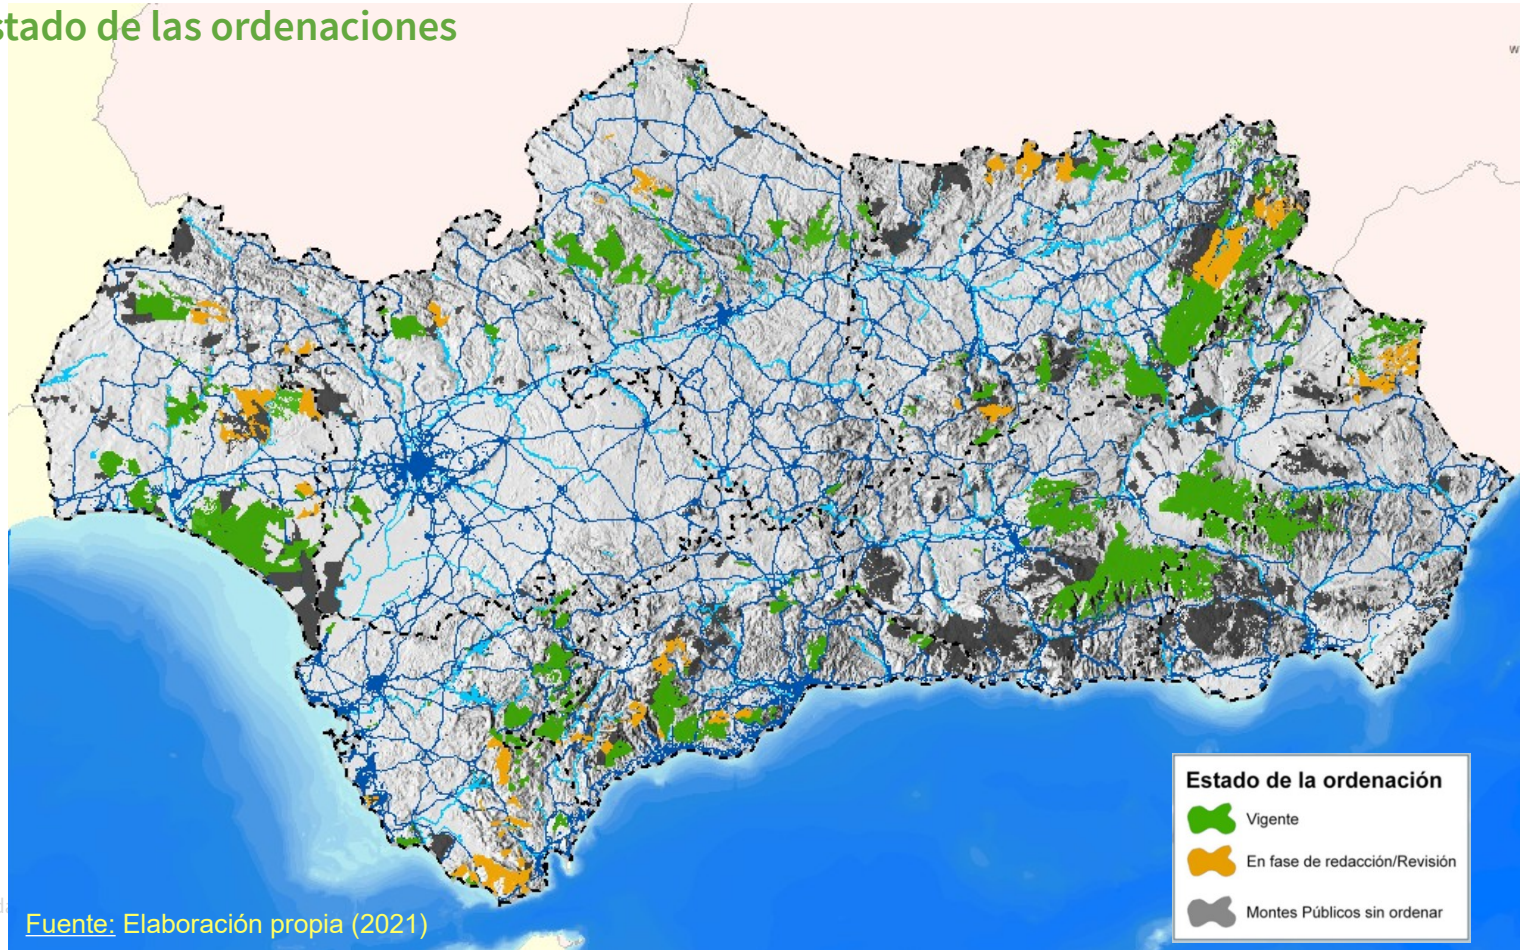 stado de las ordenaciones
w
Estado de la ordenación
Vigente
En fase de redacción/Revisión
Montes Públicos sin ordenar
Fuente: Elaboración propia (2021)